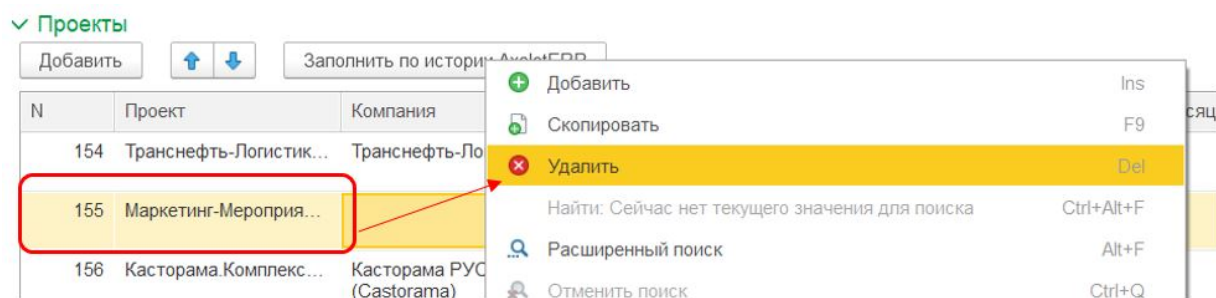 Проекты
Добавить
Заполнить по истории AxelotERP
N Проект Компания
154 Транснефть-Логистик... Транснефть-Ло
155 Маркетинг-Мероприя...
156 Касторама.Комплекс... Касторама РУС
(Castorama)
Добавить Ins
Скопировать F9
Удалить Del
Найти: Сейчас нет текущего значения для поиска Ctrl+Alt+F
Расширенный поиск Alt+F
Отменить поиск Ctrl+Q
сяц